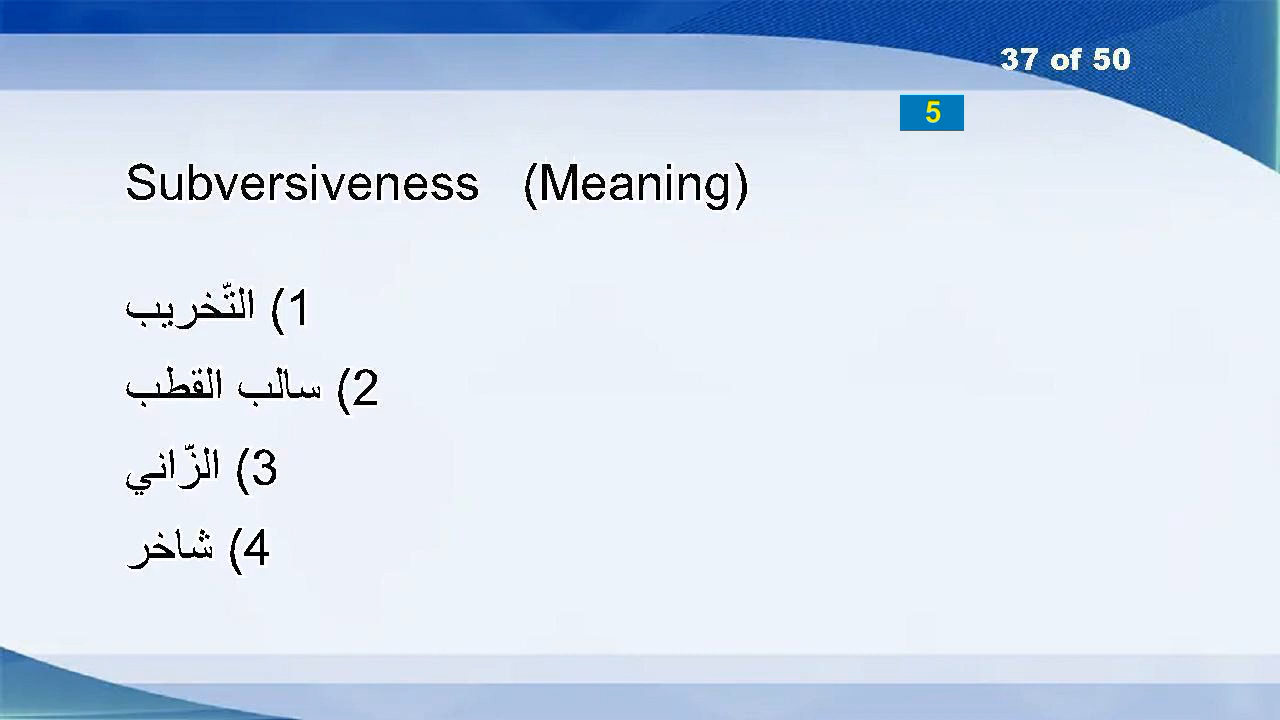 37 of 50
5
Subversiveness (Meaning)
1) التّخريب
2) سالب القطب
3) الزّاني
4) شاخر